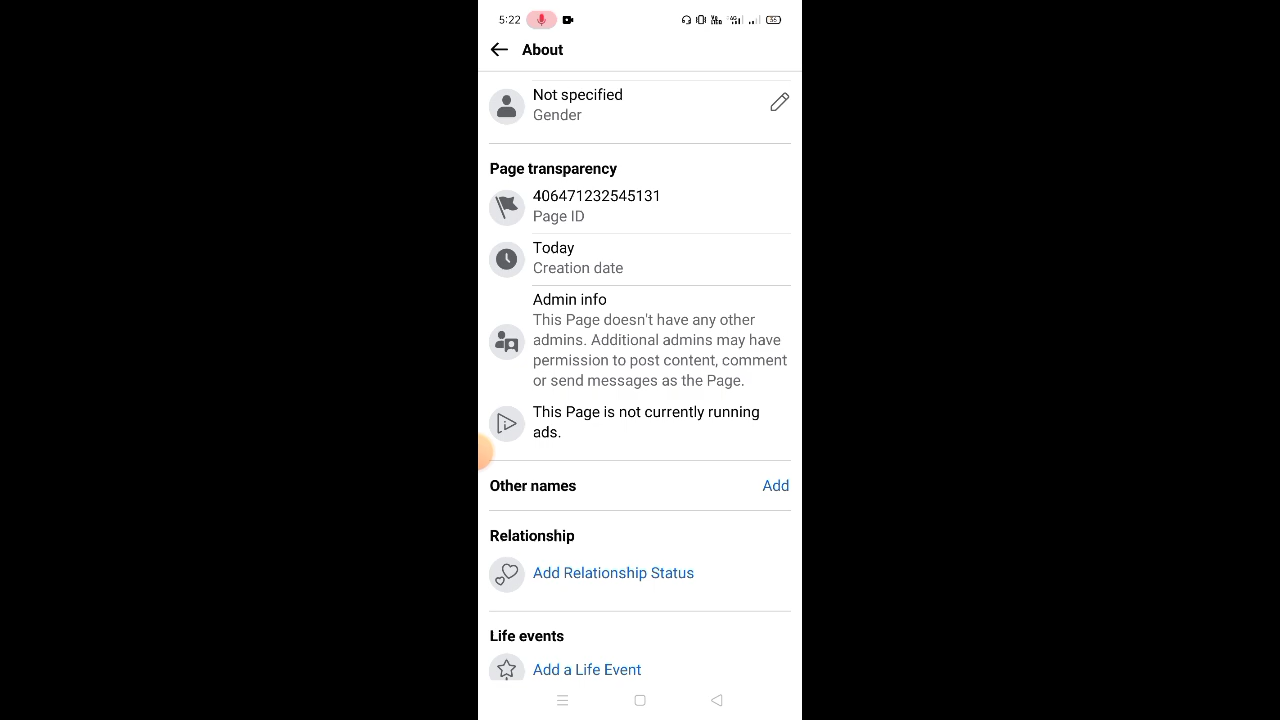 5:22
About
Not specified
Gender
Page transparency
406471232545131
Page ID
Today
Creation date
Admin info
This Page doesn't have any other
admins. Additional admins may have
permission to post content, comment
or send messages as the Page.
This Page is not currently running
ads.
Other names
Add
Relationship
Add Relationship Status
Life events
Add a Life Event